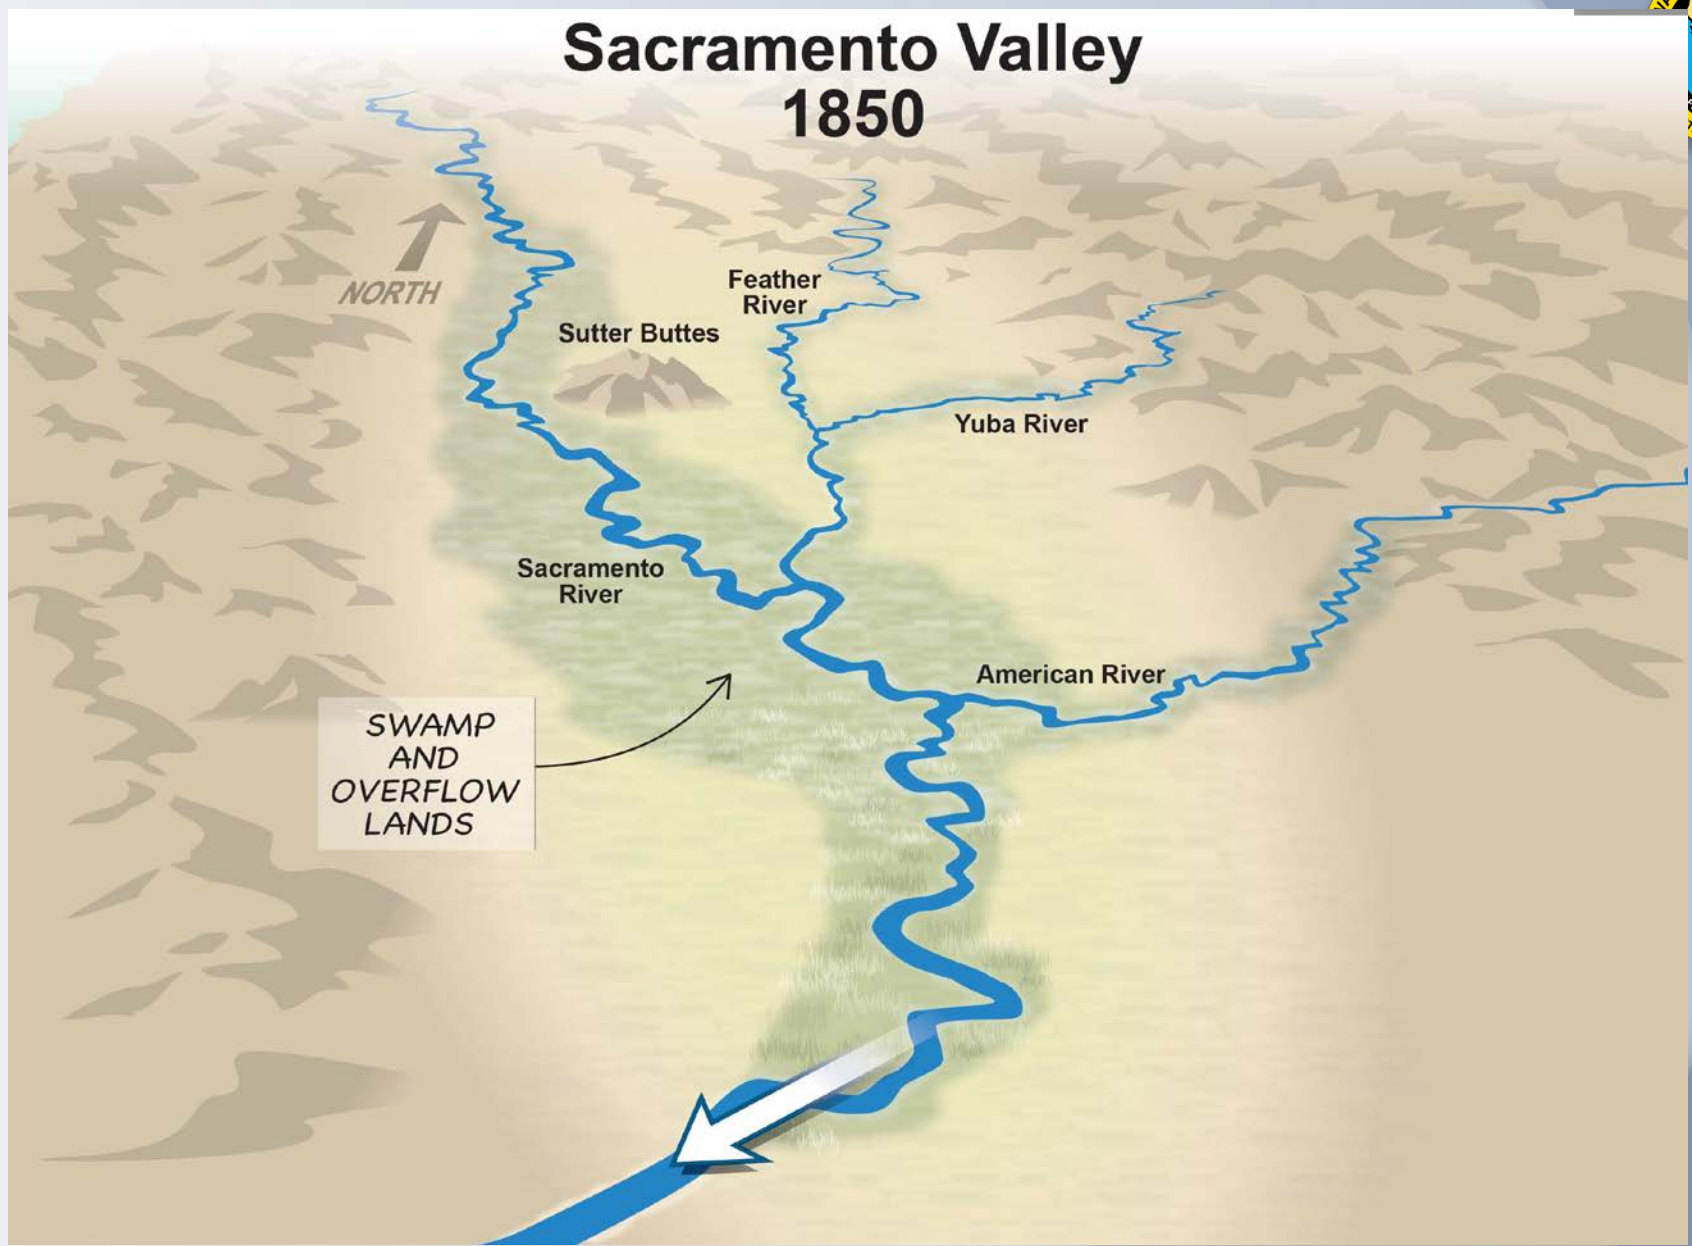 Sacramento Valley
1850
NORTH
Feather
River
Sutter Buttes
Yuba River
Sacramento
River
American River
SWAMP
AND
OVERFLOW
LANDS